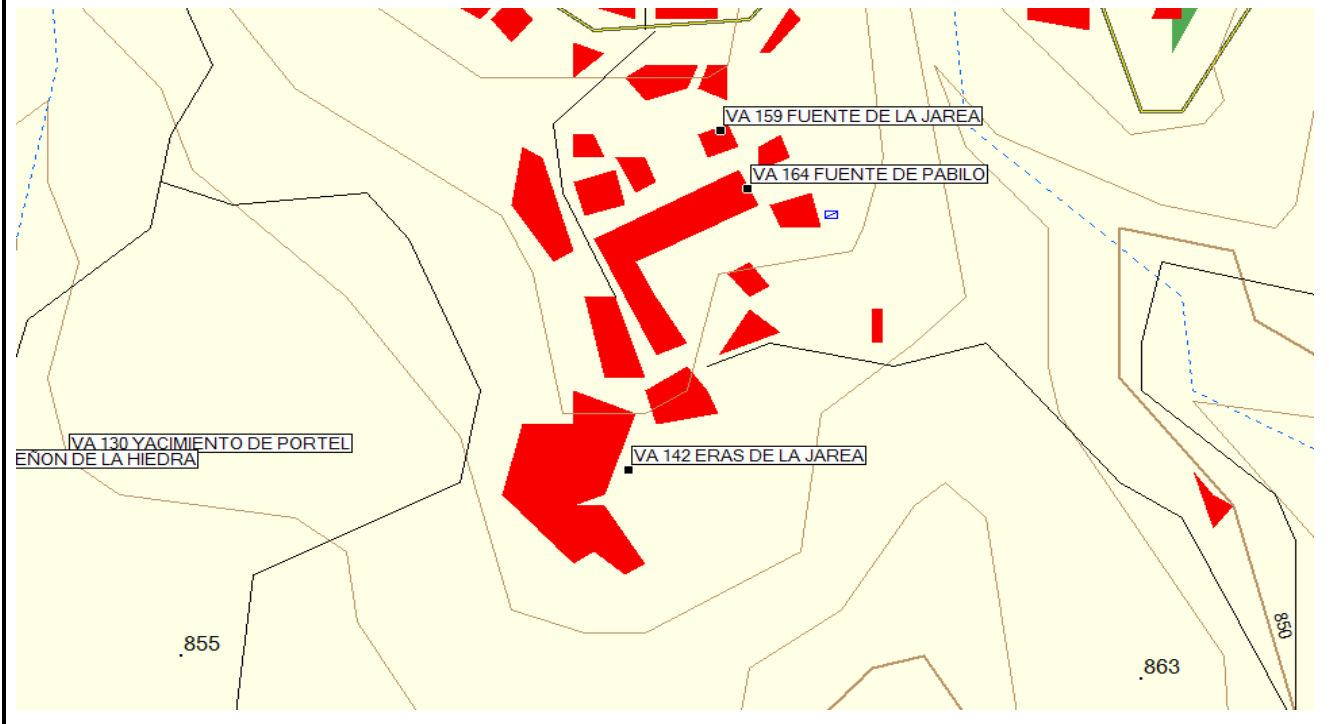 VA 159 FUENTE DE LA JAREA
VA 164 FUENTE DE PABILO
VA 130 YACIMIENTO DE PORTEL
EÑON DE LA HIEDRA
VA 142 ERAS DE LA JAREA
850
855
863